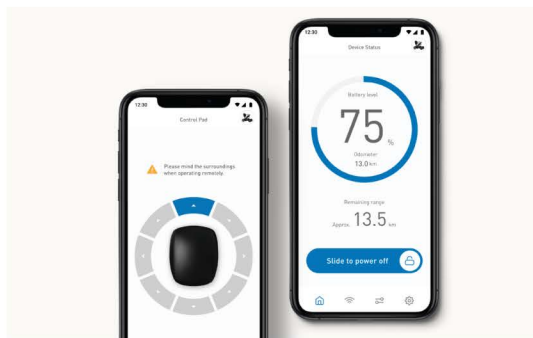 12:30
Control Pad
Please mind the surroundings
when operating remotely.
12:30
Device Status
Battery level
75 %
Odometer
13.0 km
Remaining range
Approx. 13.5 km
Slide to power off